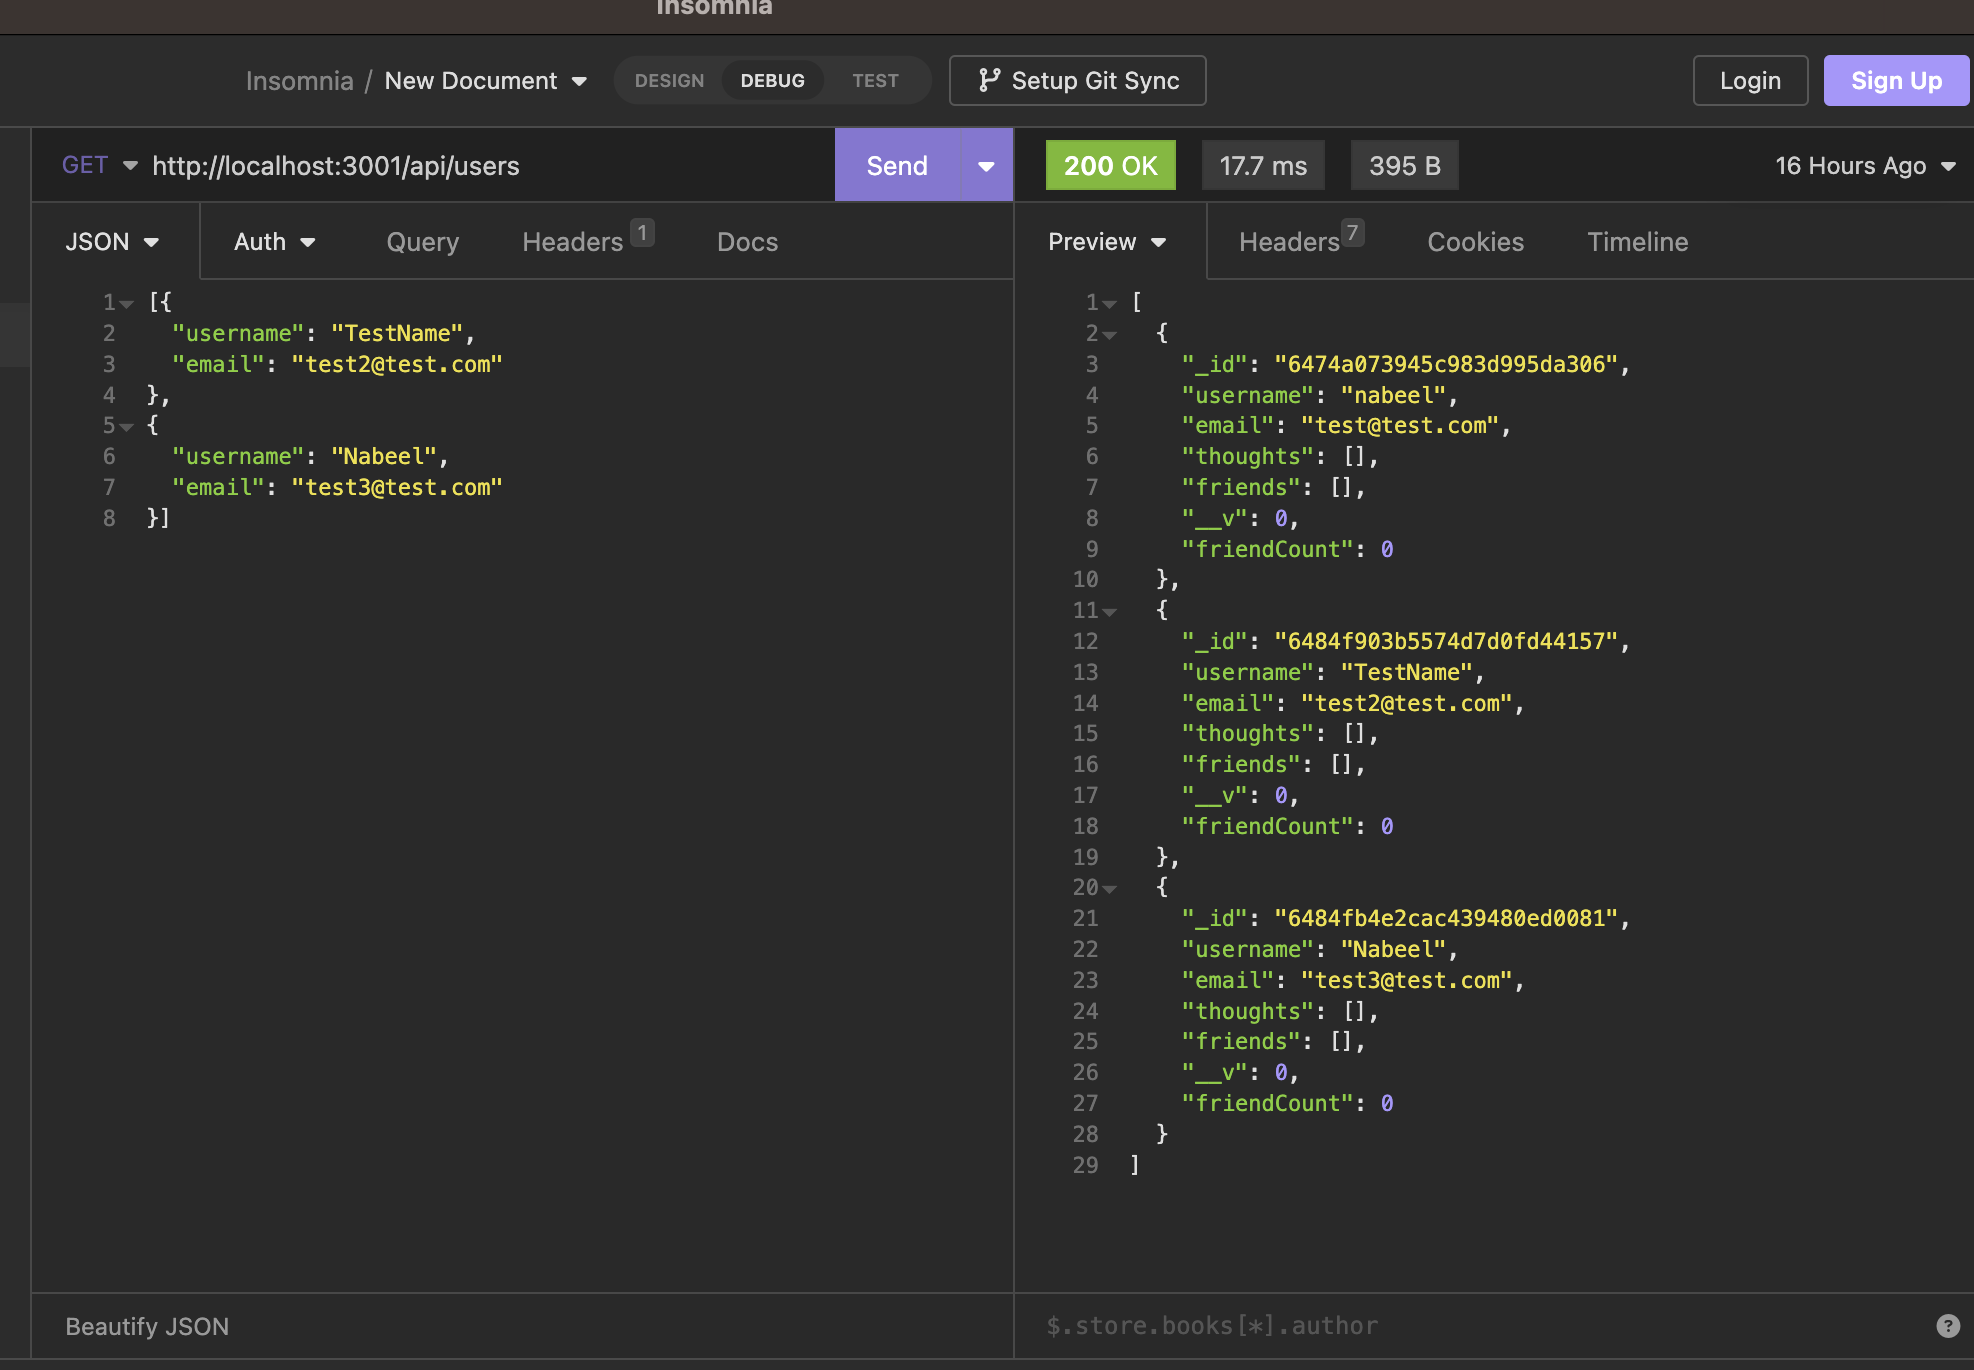 Insomnia
Insomnia / New Document DESIGN DEBUG TEST Setup Git Sync Login Sign Up
GET http://localhost:3001/api/users Send 200 OK 17.7 ms 395 B 16 Hours Ago
JSON Auth Query Headers 1 Docs
1 [{
2 "username": "TestName",
3 "email": "test2@test.com"
4 },
5 {
6 "username": "Nabeel",
7 "email": "test3@test.com"
8 }]
Beautify JSON
Preview Headers 7 Cookies Timeline
1 [
2 {
3 "_id": "6474a073945c983d995da306",
4 "username": "nabeel",
5 "email": "test@test.com",
6 "thoughts": [],
7 "friends": [],
8 "__v": 0,
9 "friendCount": 0
10 },
11 {
12 "_id": "6484f903b5574d7d0fd44157",
13 "username": "TestName",
14 "email": "test2@test.com",
15 "thoughts": [],
16 "friends": [],
17 "__v": 0,
18 "friendCount": 0
19 },
20 {
21 "_id": "6484fb4e2cac439480ed0081",
22 "username": "Nabeel",
23 "email": "test3@test.com",
24 "thoughts": [],
25 "friends": [],
26 "__v": 0,
27 "friendCount": 0
28 }
29 ]
$.store.books[*].author ?